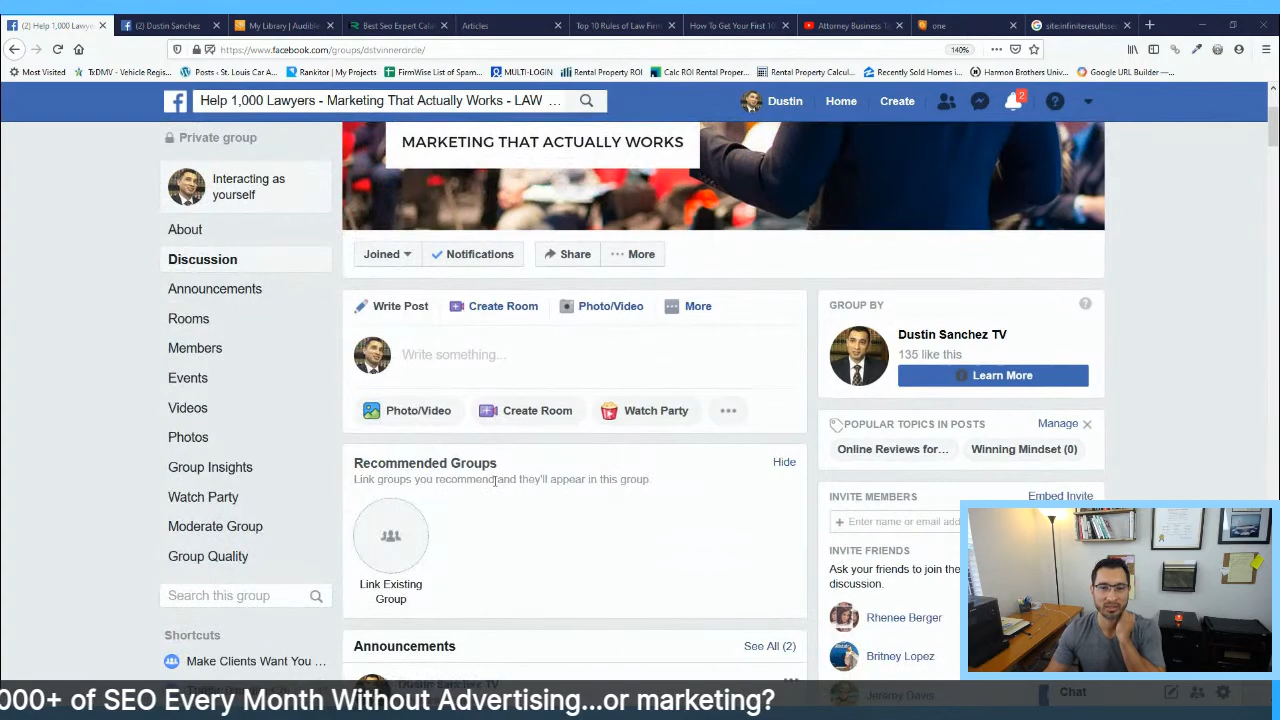 (2) Help 1,000 Lawye
(2) Dustin Sanchez
My Library | Audible
Best Seo Expert Cal
Articles
Top 10 Rules of Law Firm
How To Get Your First 10
Attorney Business T
one
site:infiniteresultsse
https://www.facebook.com/groups/dstvinnercircle/
140%
Most Visited
TxDMV - Vehicle Regis...
Posts - St. Louis Car A...
Rankitor | My Projects
FirmWise List of Spam...
MULTI-LOGIN
Rental Property ROI
Calc ROI Rental Proper...
Rental Property Calcul...
Recently Sold Homes i...
Harmon Brothers Univ...
Google URL Builder —...
Help 1,000 Lawyers - Marketing That Actually Works - LAW ...
Dustin
Home
Create
2
Private group
Interacting as
yourself
About
Discussion
Announcements
Rooms
Members
Events
Videos
Photos
Group Insights
Watch Party
Moderate Group
Group Quality
Search this group
Shortcuts
Make Clients Want You ...
MARKETING THAT ACTUALLY WORKS
Joined
Notifications
Share
More
Write Post
Create Room
Photo/Video
More
Write something...
Photo/Video
Create Room
Watch Party
Recommended Groups
Hide
Link groups you recommend and they'll appear in this group.
Link Existing
Group
Announcements
See All (2)
Dustin Sanchez TV
GROUP BY
Dustin Sanchez TV
135 like this
Learn More
POPULAR TOPICS IN POSTS
Manage
Online Reviews for...
Winning Mindset (0)
INVITE MEMBERS
Embed Invite
Enter name or email add
INVITE FRIENDS
Ask your friends to join the
discussion.
Rhenee Berger
Britney Lopez
Jeremy Davis
Chat
000+ of SEO Every Month Without Advertising...or marketing?